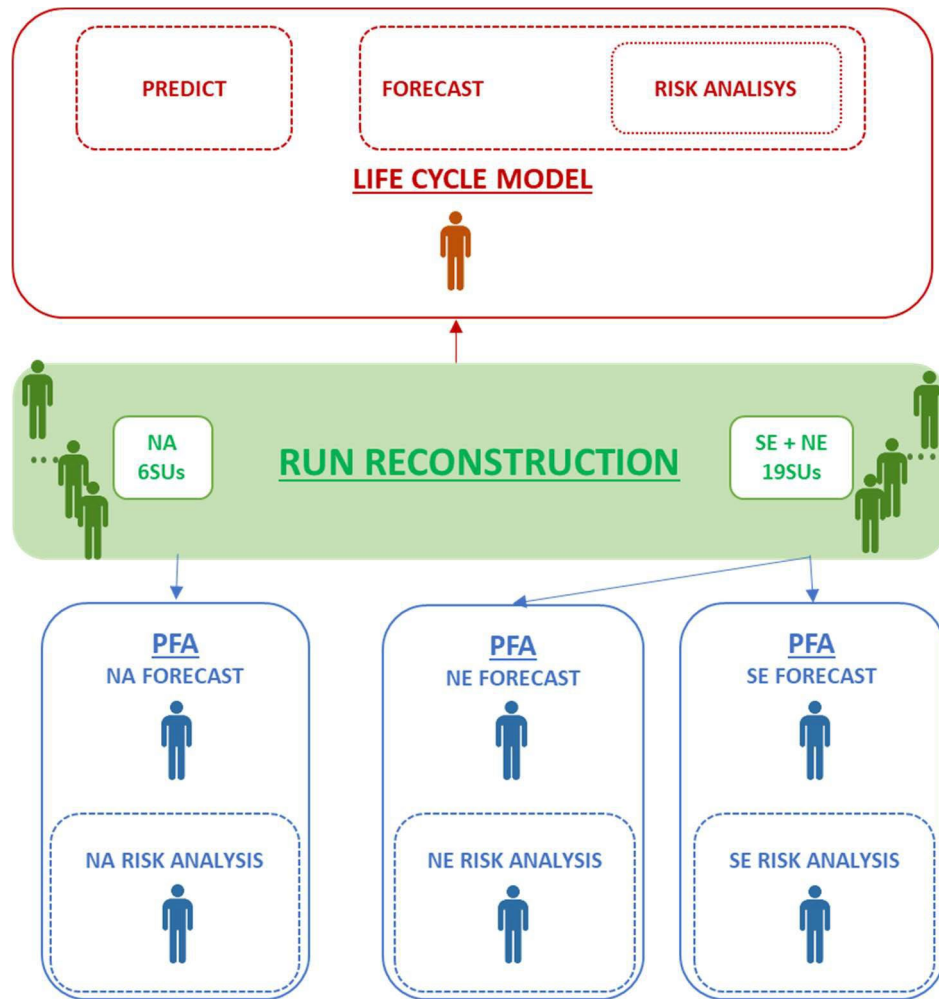 PREDICT
FORECAST
RISK ANALISYS
LIFE CYCLE MODEL
NA
6SUs
RUN RECONSTRUCTION
SE + NE
19SUs
PFA
NA FORECAST
NA RISK ANALYSIS
PFA
NE FORECAST
NE RISK ANALYSIS
PFA
SE FORECAST
SE RISK ANALYSIS